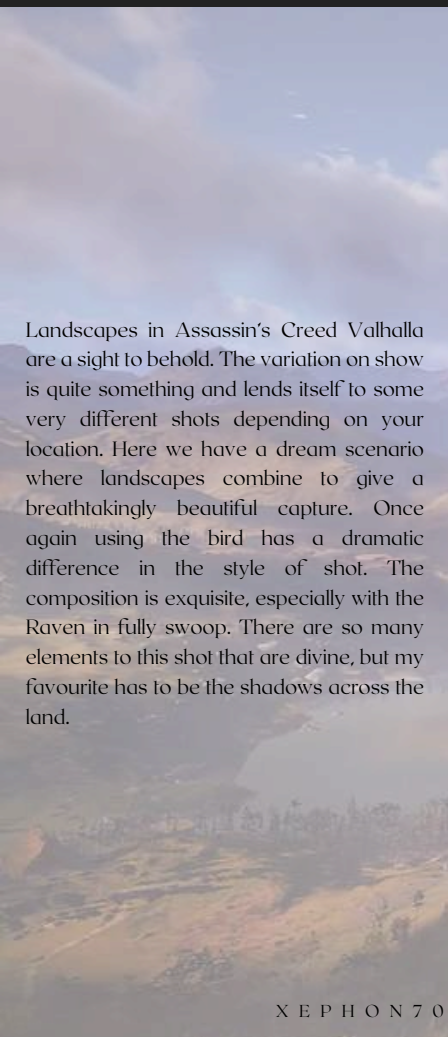 Landscapes in Assassin's Creed Valhalla
are a sight to behold. The variation on show
is quite something and lends itself to some
very different shots depending on your
location. Here we have a dream scenario
where landscapes combine to give a
breathtakingly beautiful capture. Once
again using the bird has a dramatic
difference in the style of shot. The
composition is exquisite, especially with the
Raven in fully swoop. There are so many
elements to this shot that are divine, but my
favourite has to be the shadows across the
land.
XEPHON70